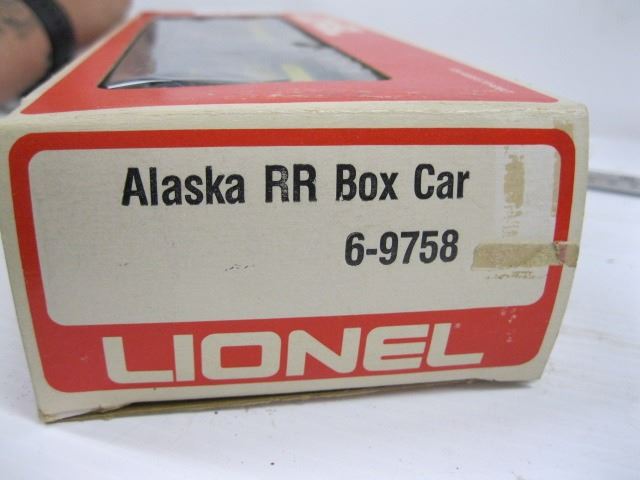 Alaska RR Box Car
6-9758
LIONEL